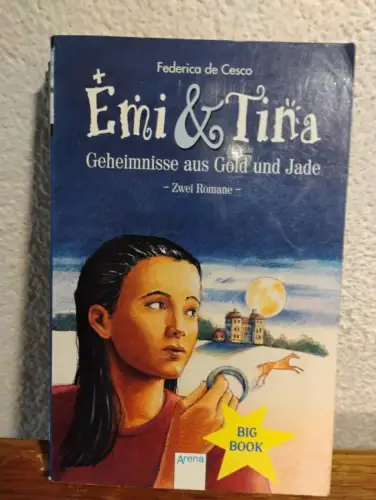 Federica de Cesco
Emi & Tina
Geheimnisse aus Gold und Jade
– Zwei Romane –
BIG
BOOK
Arena